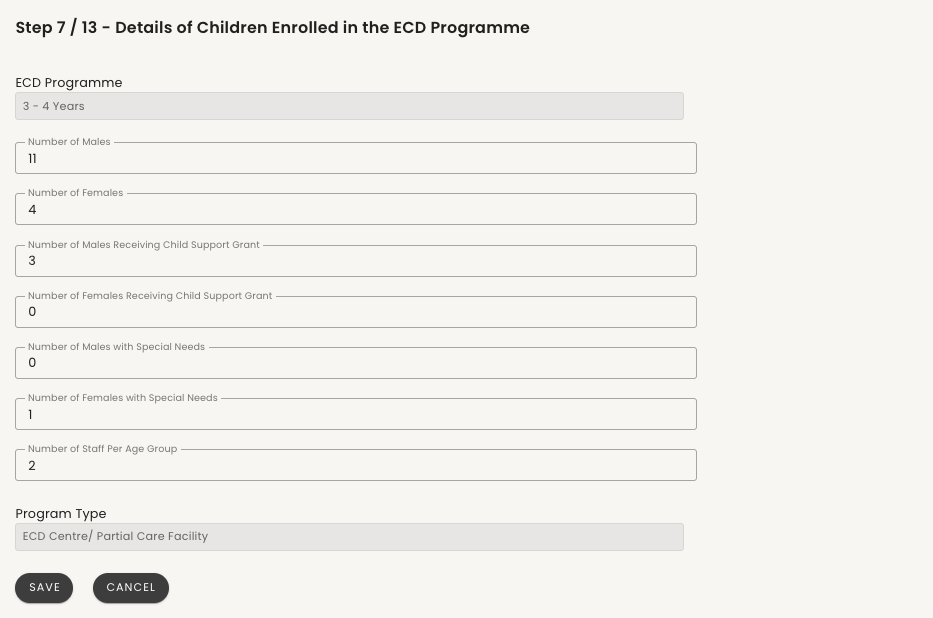 Step 7 / 13 - Details of Children Enrolled in the ECD Programme
ECD Programme
3 - 4 Years
Number of Males
11
Number of Females
4
Number of Males Receiving Child Support Grant
3
Number of Females Receiving Child Support Grant
0
Number of Males with Special Needs
0
Number of Females with Special Needs
1
Number of Staff Per Age Group
2
Program Type
ECD Centre/ Partial Care Facility
SAVE CANCEL